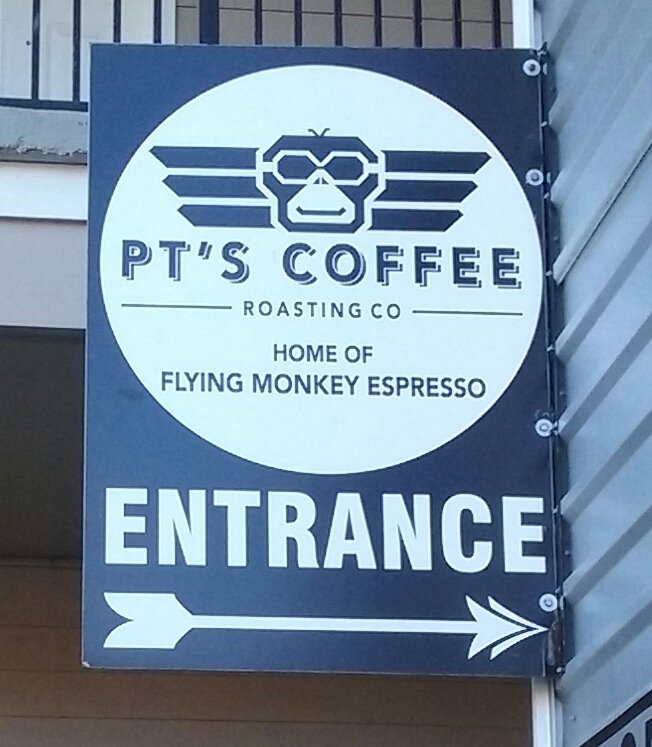 PT'S COFFEE
ROASTING CO
HOME OF
FLYING MONKEY ESPRESSO
ENTRANCE